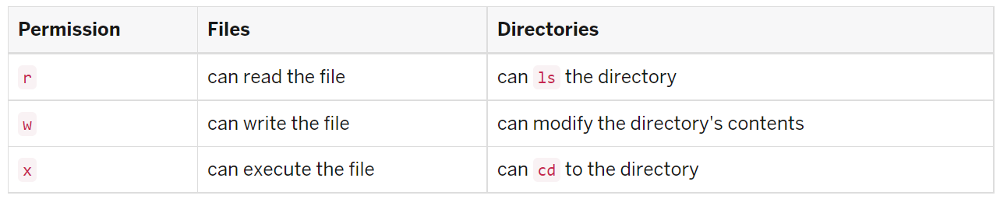 Permission Files Directories
r can read the file can ls the directory
w can write the file can modify the directory's contents
x can execute the file can cd to the directory